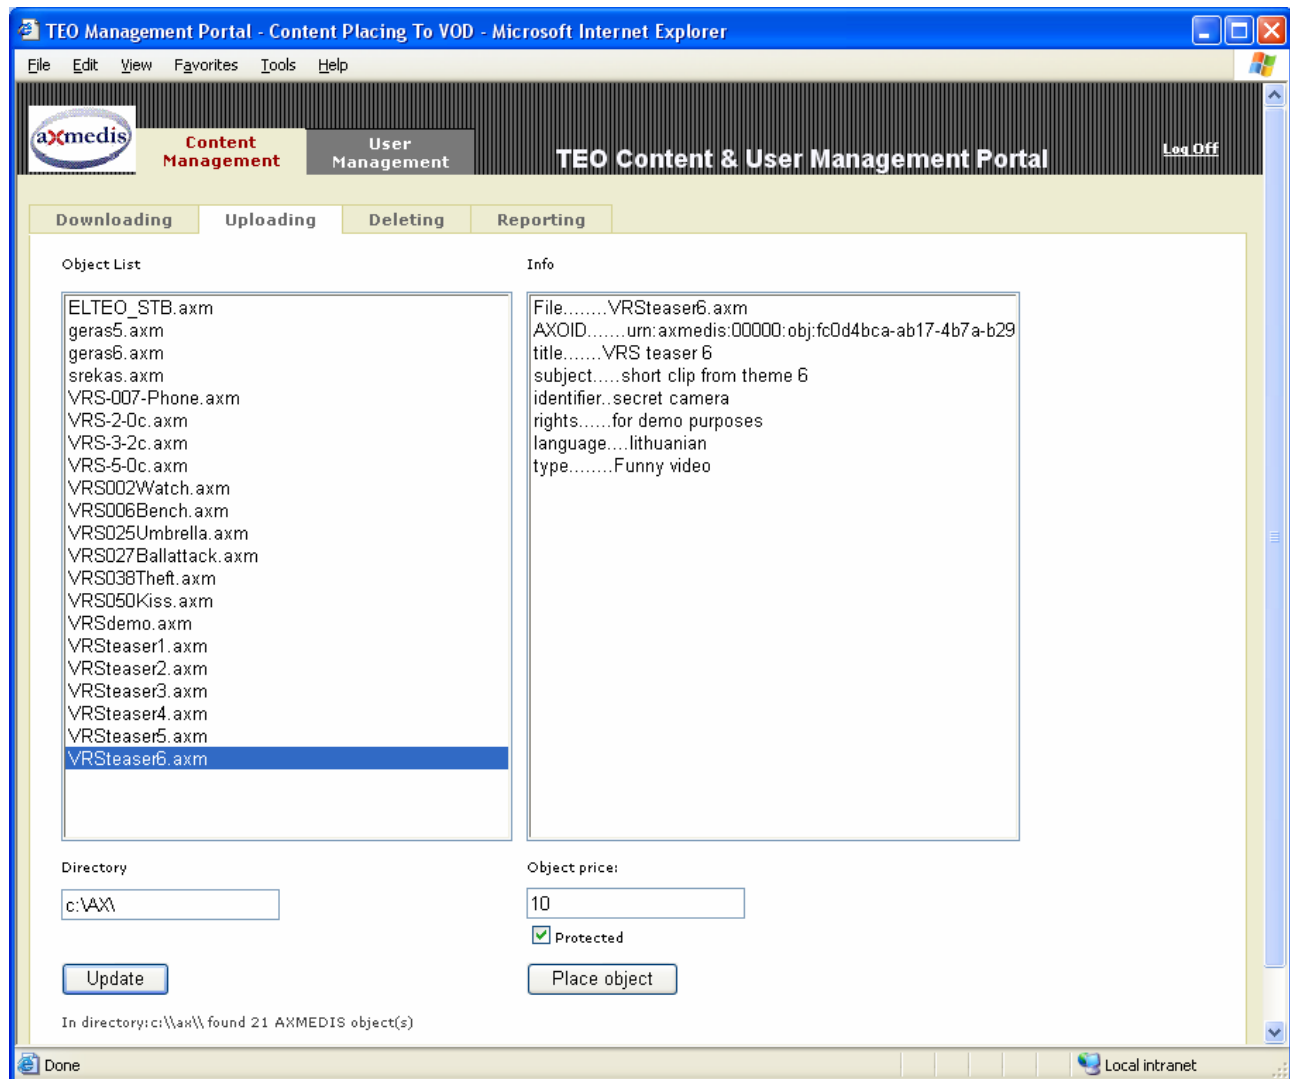 TEO Management Portal - Content Placing To VOD - Microsoft Internet Explorer
File Edit View Favorites Tools Help
axmedis
Content Management
User Management
TEO Content & User Management Portal
Log Off
Downloading Uploading Deleting Reporting
Object List
ELTEO_STB.axm
geras5.axm
geras6.axm
srekas.axm
VRS-007-Phone.axm
VRS-2-0c.axm
VRS-3-2c.axm
VRS-5-0c.axm
VRS002Watch.axm
VRS006Bench.axm
VRS025Umbrella.axm
VRS027Ballattack.axm
VRS038Theft.axm
VRS050Kiss.axm
VRSdemo.axm
VRSteaser1.axm
VRSteaser2.axm
VRSteaser3.axm
VRSteaser4.axm
VRSteaser5.axm
VRSteaser6.axm
Info
File........VRSteaser6.axm
AXOID.......urn:axmedis:00000:obj:fc0d4bca-ab17-4b7a-b29
title.......VRS teaser 6
subject.....short clip from theme 6
identifier..secret camera
rights......for demo purposes
language....lithuanian
type........Funny video
Directory
c:\AX\
Update
Object price:
10
Protected
Place object
In directory:c:\\ax\\ found 21 AXMEDIS object(s)
Done
Local intranet